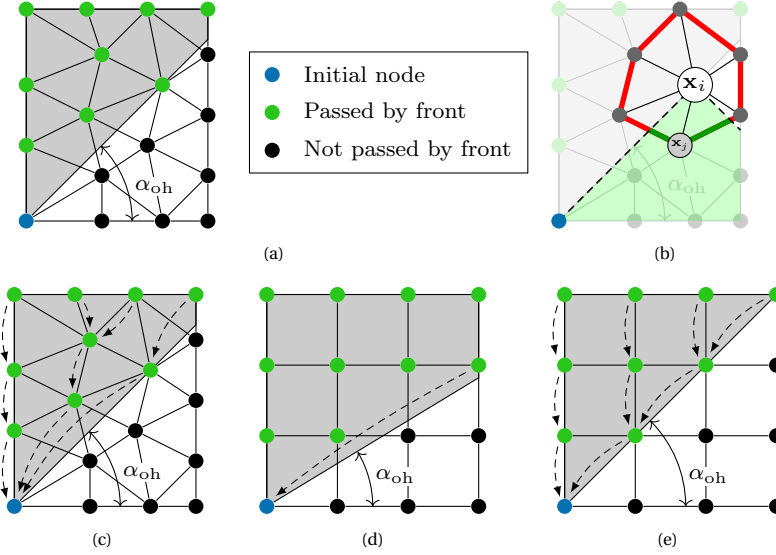 Initial node
Passed by front
Not passed by front
α_oh
(a)
x_i
x_j
α_oh
(b)
α_oh
(c)
α_oh
(d)
α_oh
(e)